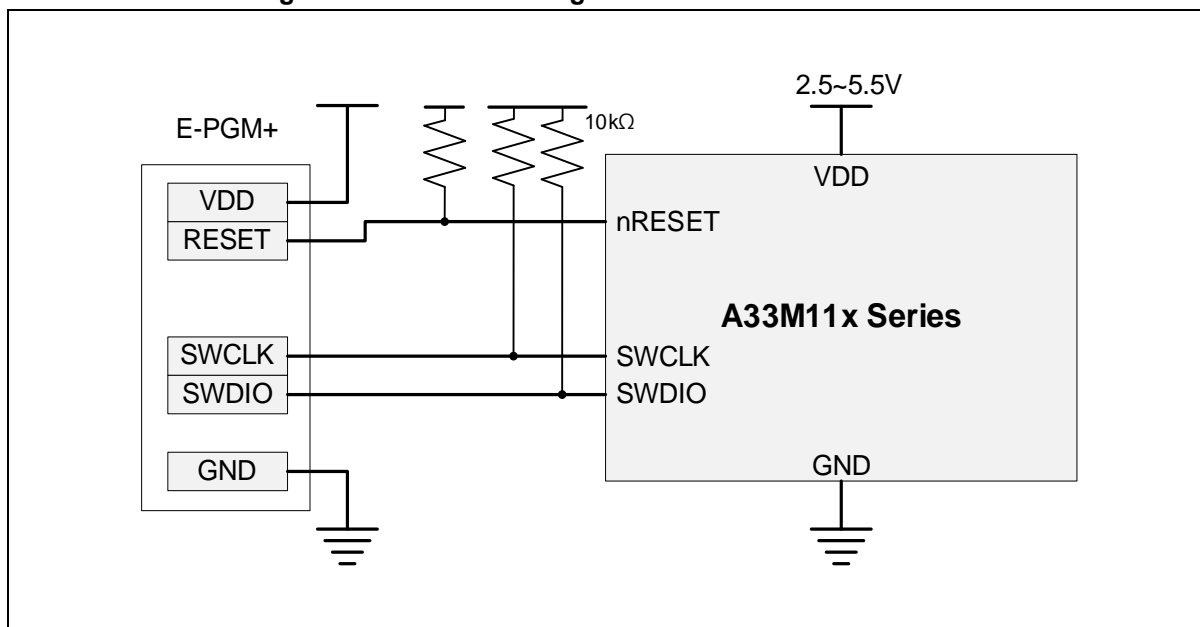 2.5~5.5V
E-PGM+
10kΩ
VDD
VDD
RESET
nRESET
A33M11x Series
SWCLK
SWCLK
SWDIO
SWDIO
GND
GND